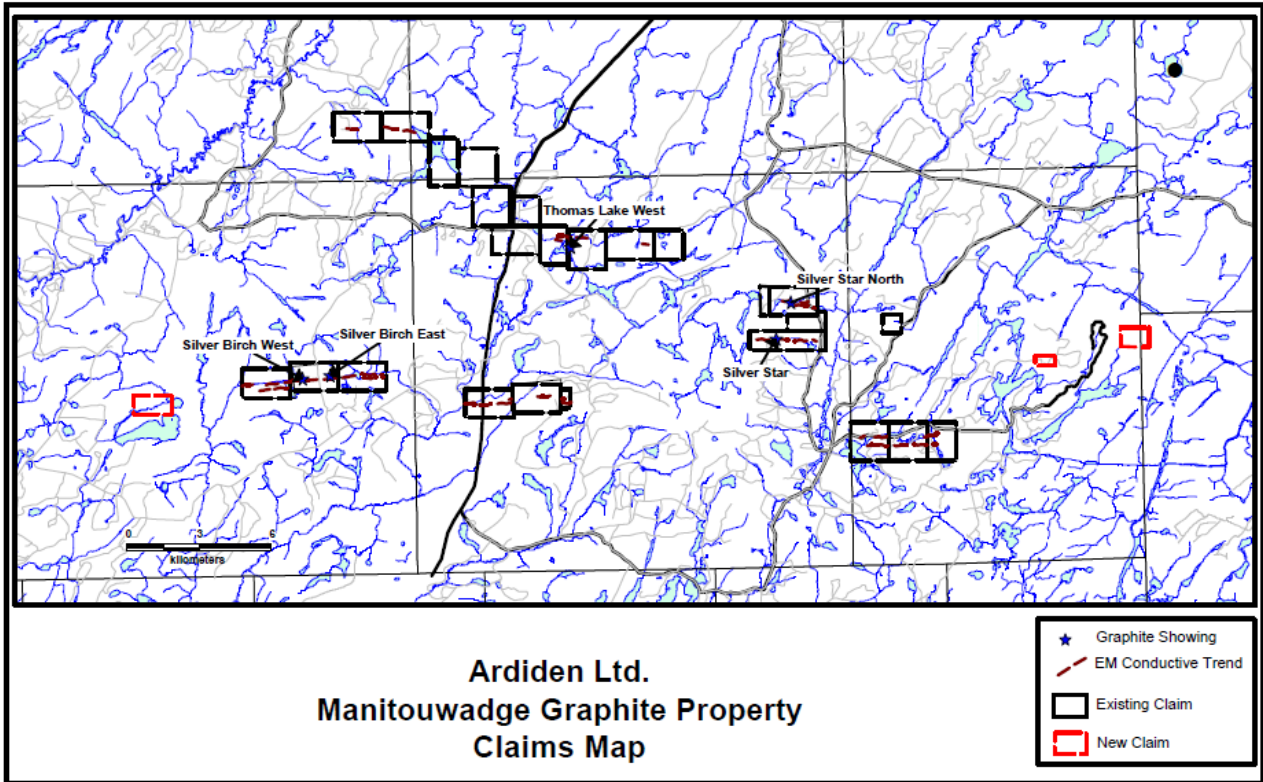 Thomas Lake West
Silver Star North
Silver Birch East
Silver Birch West
Silver Star
0 3 6
kilometers
Ardiden Ltd.
Manitouwadge Graphite Property
Claims Map
Graphite Showing
EM Conductive Trend
Existing Claim
New Claim